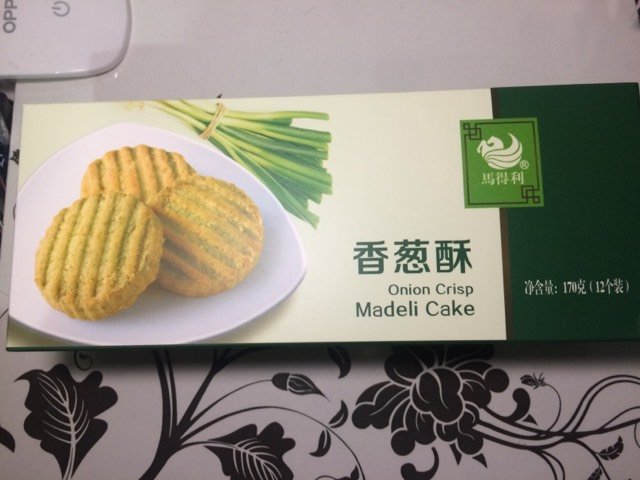 OPP
馬得利
®
香葱酥
Onion Crisp
Madeli Cake
净含量：170克（12个装）